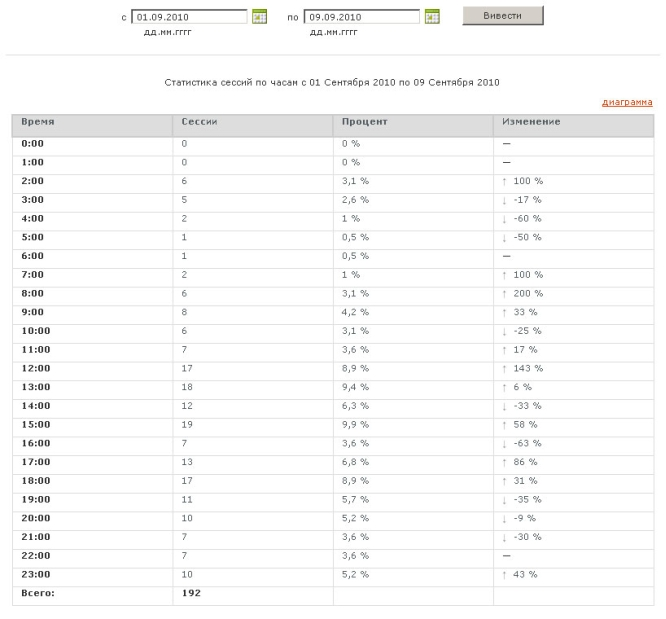 с 01.09.2010 по 09.09.2010 Вивести
дд.мм.гггг дд.мм.гггг
Статистика сессий по часам с 01 Сентября 2010 по 09 Сентября 2010
диаграмма
Время Сессии Процент Изменение
0:00 0 0 % —
1:00 0 0 % —
2:00 6 3,1 % ↑ 100 %
3:00 5 2,6 % ↓ -17 %
4:00 2 1 % ↓ -60 %
5:00 1 0,5 % ↓ -50 %
6:00 1 0,5 % —
7:00 2 1 % ↑ 100 %
8:00 6 3,1 % ↑ 200 %
9:00 8 4,2 % ↑ 33 %
10:00 6 3,1 % ↓ -25 %
11:00 7 3,6 % ↑ 17 %
12:00 17 8,9 % ↑ 143 %
13:00 18 9,4 % ↑ 6 %
14:00 12 6,3 % ↓ -33 %
15:00 19 9,9 % ↑ 58 %
16:00 7 3,6 % ↓ -63 %
17:00 13 6,8 % ↑ 86 %
18:00 17 8,9 % ↑ 31 %
19:00 11 5,7 % ↓ -35 %
20:00 10 5,2 % ↓ -9 %
21:00 7 3,6 % ↓ -30 %
22:00 7 3,6 % —
23:00 10 5,2 % ↑ 43 %
Всего: 192